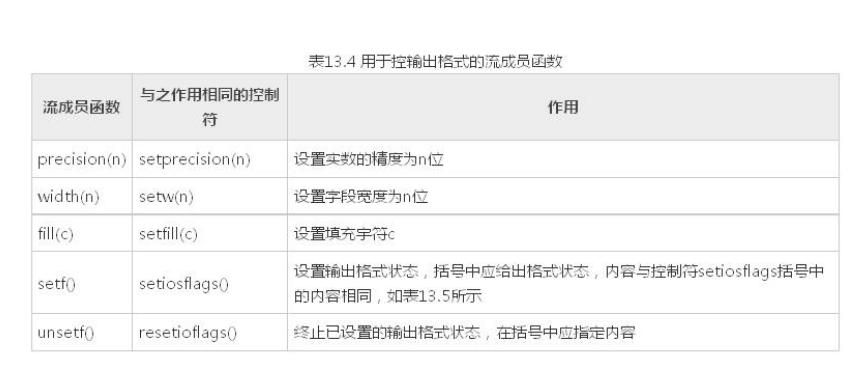 表13.4 用于控输出格式的流成员函数
流成员函数
与之作用相同的控制
符
作用
precision(n)
setprecision(n)
设置实数的精度为n位
width(n)
setw(n)
设置字段宽度为n位
fill(c)
setfill(c)
设置填充字符c
setf()
setiosflags()
设置输出格式状态，括号中应给出格式状态，内容与控制符setiosflags括号中
的内容相同，如表13.5所示
unsetf()
resetioflags()
终止已设置的输出格式状态，在括号中应指定内容